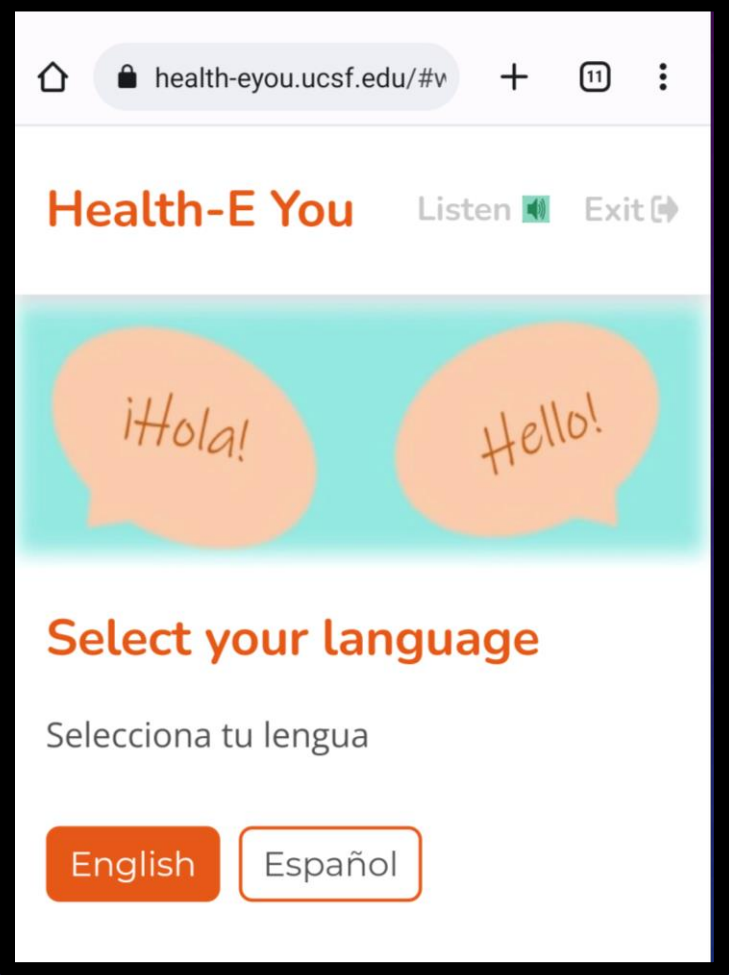 health-eyou.ucsf.edu/#w
11
Health-E You
Listen
Exit
¡Hola!
Hello!
Select your language
Selecciona tu lengua
English
Español